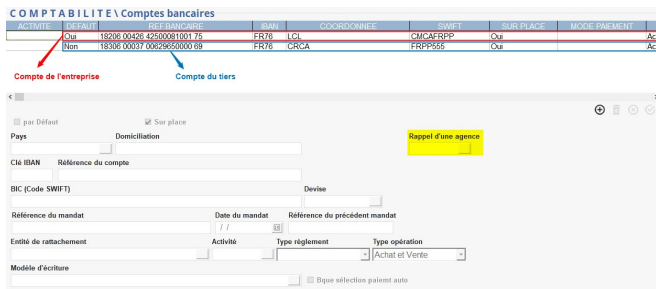 C O M P T A B I L I T E \ Comptes bancaires
ACTIVITE DEFAUT REF.BANCAIRE IBAN COORDONNEE SWIFT SUR PLACE MODE PAIEMENT
Oui 18206 00426 42500081001 75 FR76 LCL CMCAFRPP Oui Ac
Non 18306 00037 00629650000 69 FR76 CRCA FRPP555 Oui Ac
Compte de l'entreprise Compte du tiers
par Défaut Sur place
Pays Domiciliation Rappel d'une agence
Clé IBAN Référence du compte
BIC (Code SWIFT) Devise
Référence du mandat Date du mandat Référence du précédent mandat
/ /
Entité de rattachement Activité Type règlement Type opération
Achat et Vente
Modèle d'écriture
Bque sélection paiemt auto